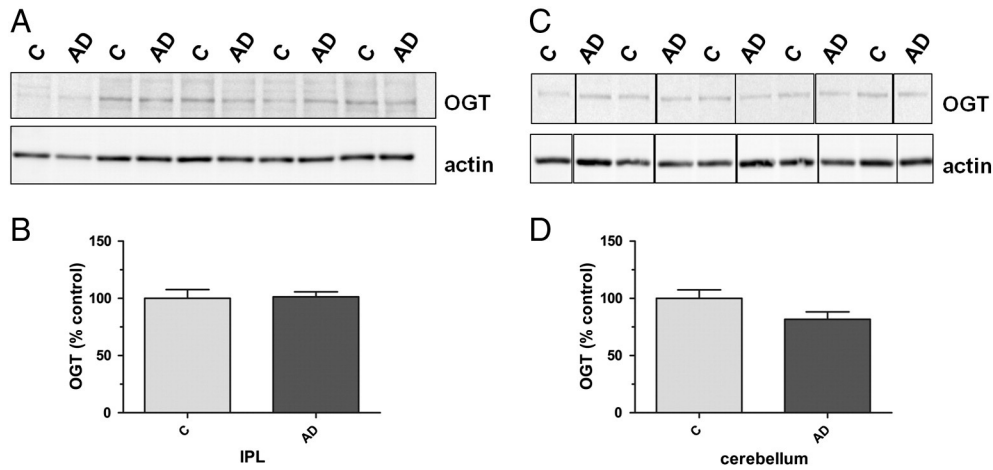 A
C AD C AD C AD C AD C AD
OGT
actin
B
OGT (% control)
150
100
50
0
C AD
IPL
C
C AD C AD C AD C AD C AD
OGT
actin
D
OGT (% control)
150
100
50
0
C AD
cerebellum